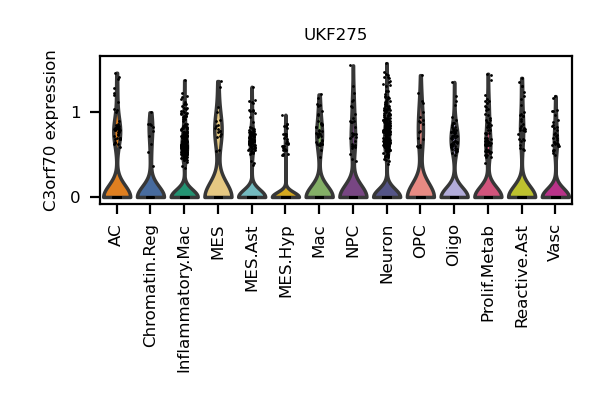 UKF275
C3orf70 expression
1
0
AC
Chromatin.Reg
Inflammatory.Mac
MES
MES.Ast
MES.Hyp
Mac
NPC
Neuron
OPC
Oligo
Prolif.Metab
Reactive.Ast
Vasc